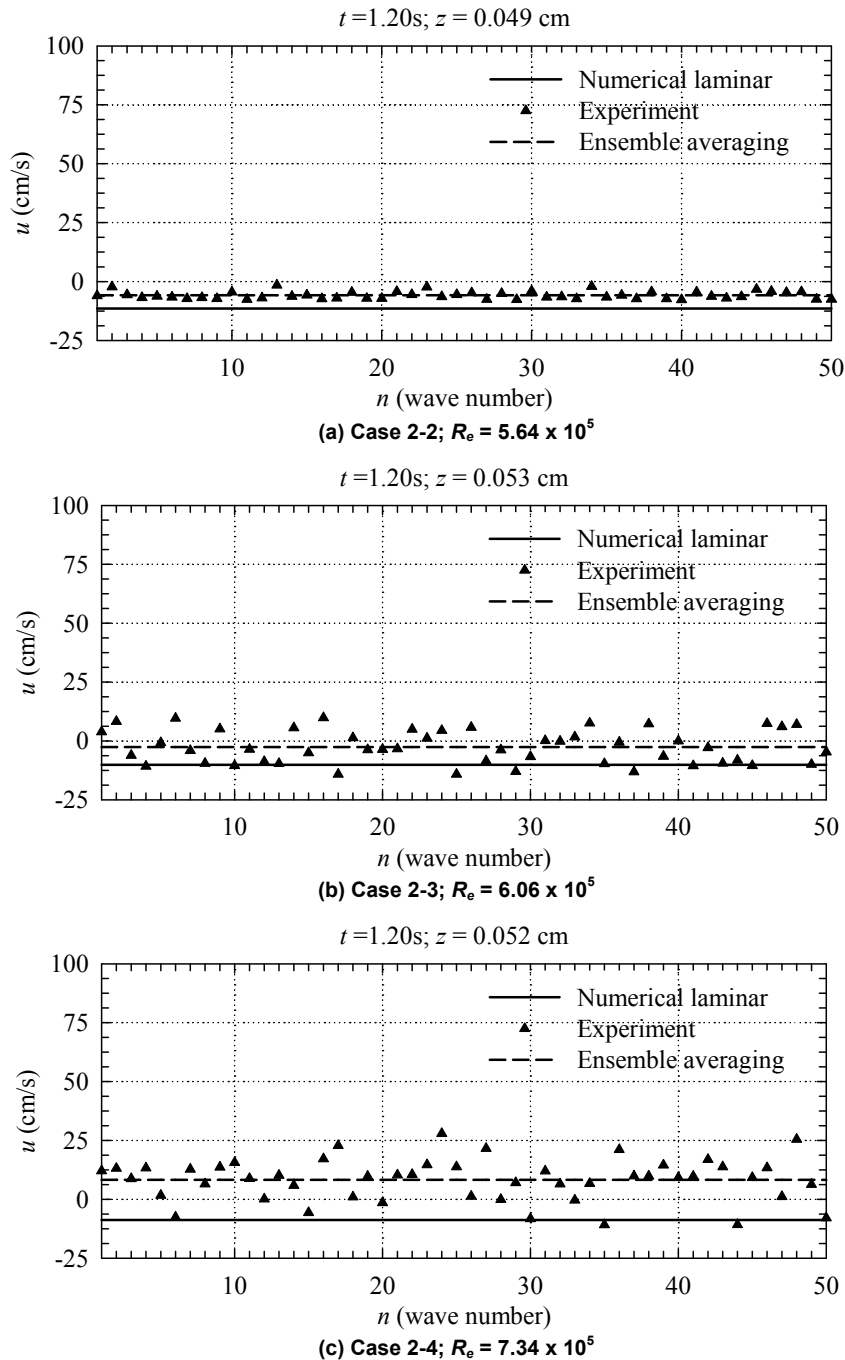 t =1.20s; z = 0.049 cm
100
75
50
25
0
-25
u (cm/s)
Numerical laminar
Experiment
Ensemble averaging
10 20 30 40 50
n (wave number)
(a) Case 2-2; Re = 5.64 x 10^5
t =1.20s; z = 0.053 cm
100
75
50
25
0
-25
u (cm/s)
Numerical laminar
Experiment
Ensemble averaging
10 20 30 40 50
n (wave number)
(b) Case 2-3; Re = 6.06 x 10^5
t =1.20s; z = 0.052 cm
100
75
50
25
0
-25
u (cm/s)
Numerical laminar
Experiment
Ensemble averaging
10 20 30 40 50
n (wave number)
(c) Case 2-4; Re = 7.34 x 10^5